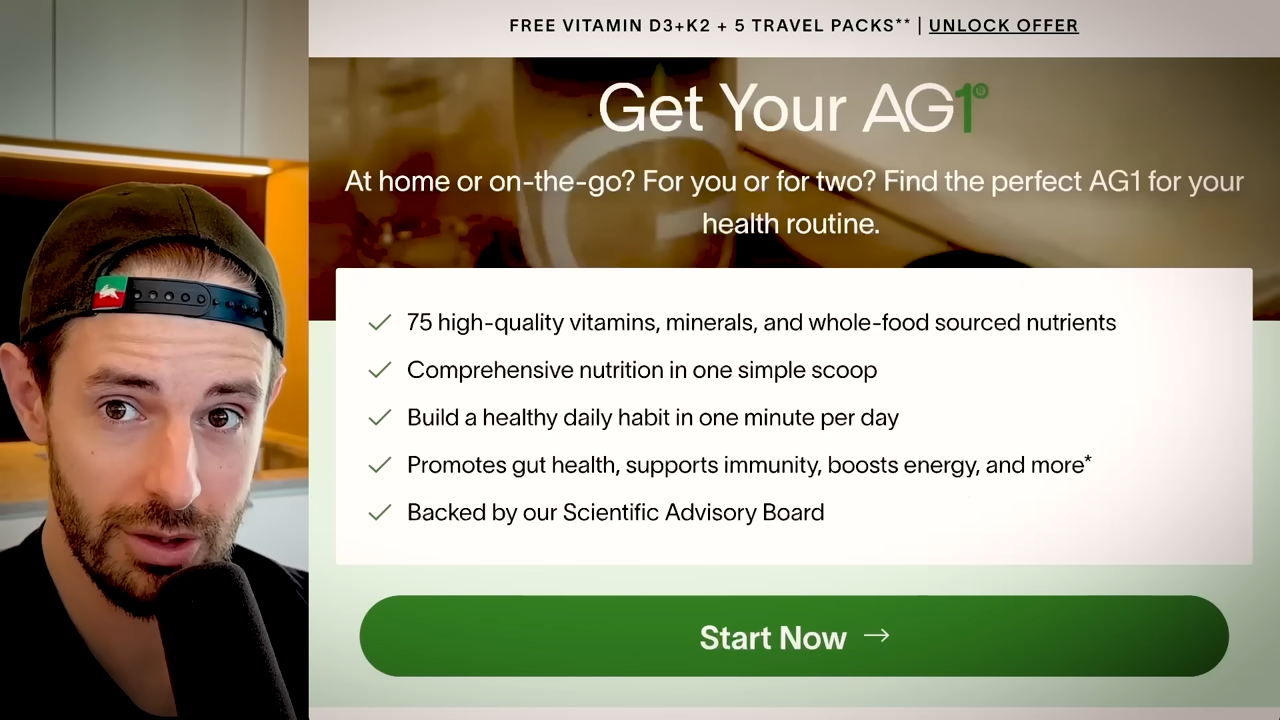 FREE VITAMIN D3+K2 + 5 TRAVEL PACKS** | UNLOCK OFFER
Get Your AG1®
At home or on-the-go? For you or for two? Find the perfect AG1 for your
health routine.
75 high-quality vitamins, minerals, and whole-food sourced nutrients
Comprehensive nutrition in one simple scoop
Build a healthy daily habit in one minute per day
Promotes gut health, supports immunity, boosts energy, and more*
Backed by our Scientific Advisory Board
Start Now →